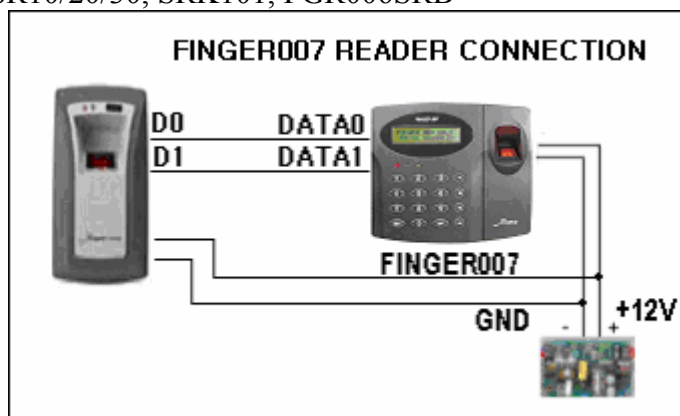 FINGER007 READER CONNECTION
D0 DATA0
D1 DATA1
FINGER007
GND - + +12V